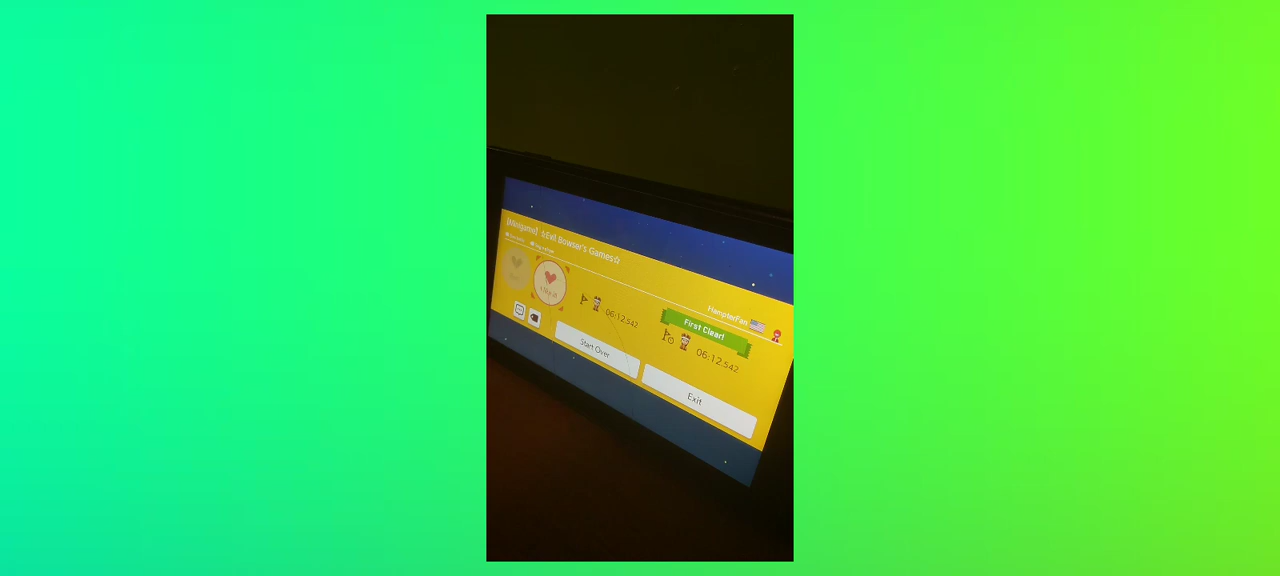 【Minigame】 ☆Evil Bowser's Games☆
HampterFan
First Clear!
06:12.542
06:12.542
Start Over
Exit